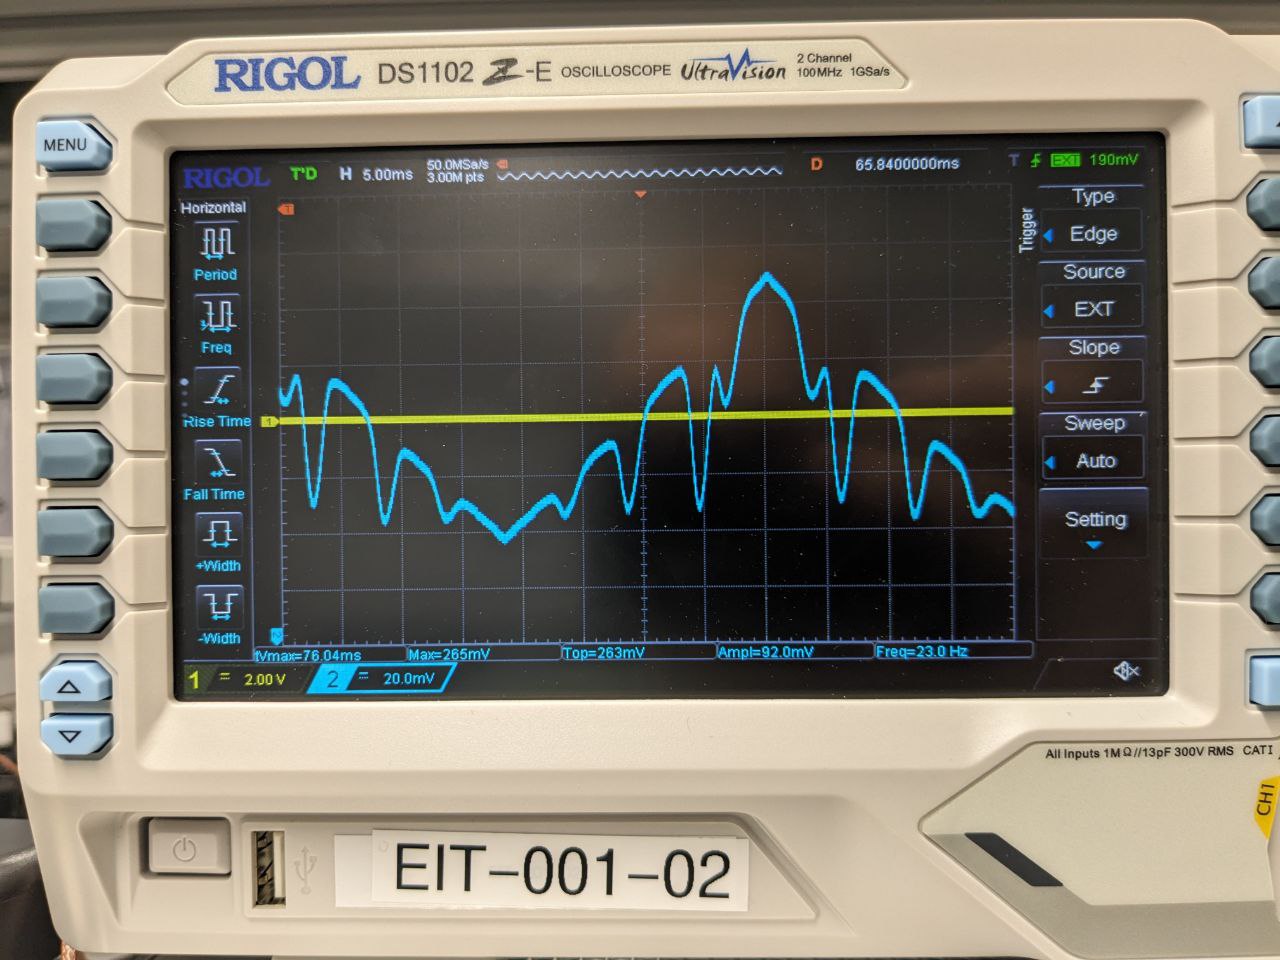 RIGOL DS1102 Z-E OSCILLOSCOPE UltraVision 2 Channel
100MHz 1GSa/s
MENU
RIGOL T'D H 5.00ms 50.0MSa/s
3.00M pts
D 65.8400000ms T EXT 190mV
Horizontal
Period
Freq
Rise Time
Fall Time
+Width
-Width
T
1
2
Trigger
Type
Edge
Source
EXT
Slope
Sweep
Auto
Setting
tVmax=76.04ms Max=265mV Top=263mV Ampl=92.0mV Freq=23.0 Hz
1 = 2.00 V 2 = 20.0mV
All Inputs 1MΩ//13pF 300V RMS CATI
CH1
EIT-001-02